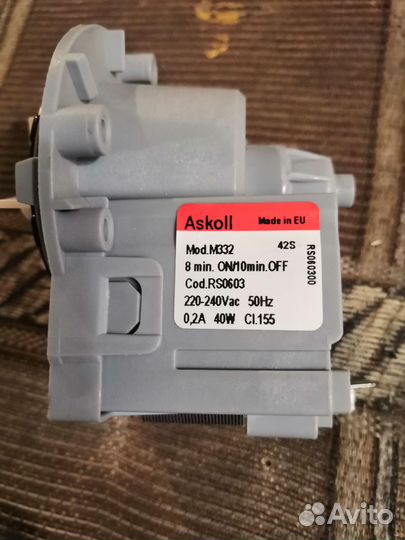 Askoll Made in EU
Mod.M332 42S
8 min. ON/10min.OFF
Cod.RS0603
220-240Vac 50Hz
0,2A 40W Cl.155
RS060300
Avito